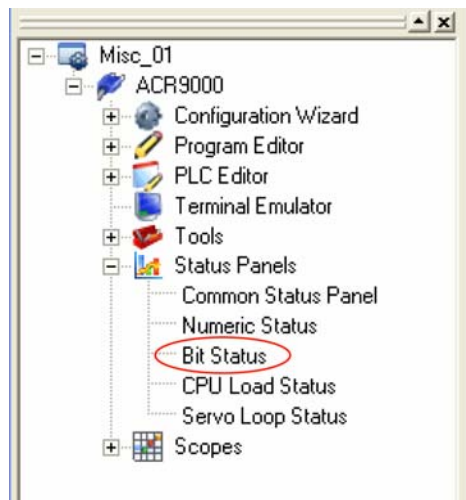 Misc_01
ACR9000
Configuration Wizard
Program Editor
PLC Editor
Terminal Emulator
Tools
Status Panels
Common Status Panel
Numeric Status
Bit Status
CPU Load Status
Servo Loop Status
Scopes